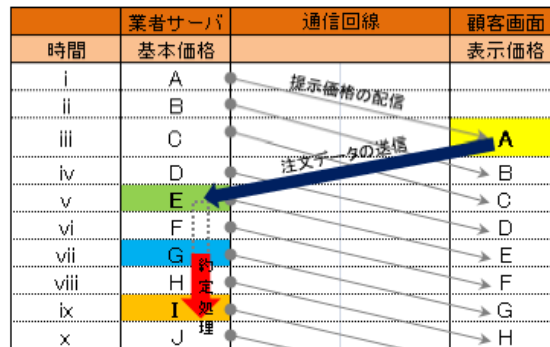 業者サーバ 通信回線 顧客画面
時間 基本価格 表示価格
i A
ii B
iii C A
iv D B
v E C
vi F D
vii G E
viii H F
ix I G
x J H
提示価格の配信
注文データの送信
約定処理